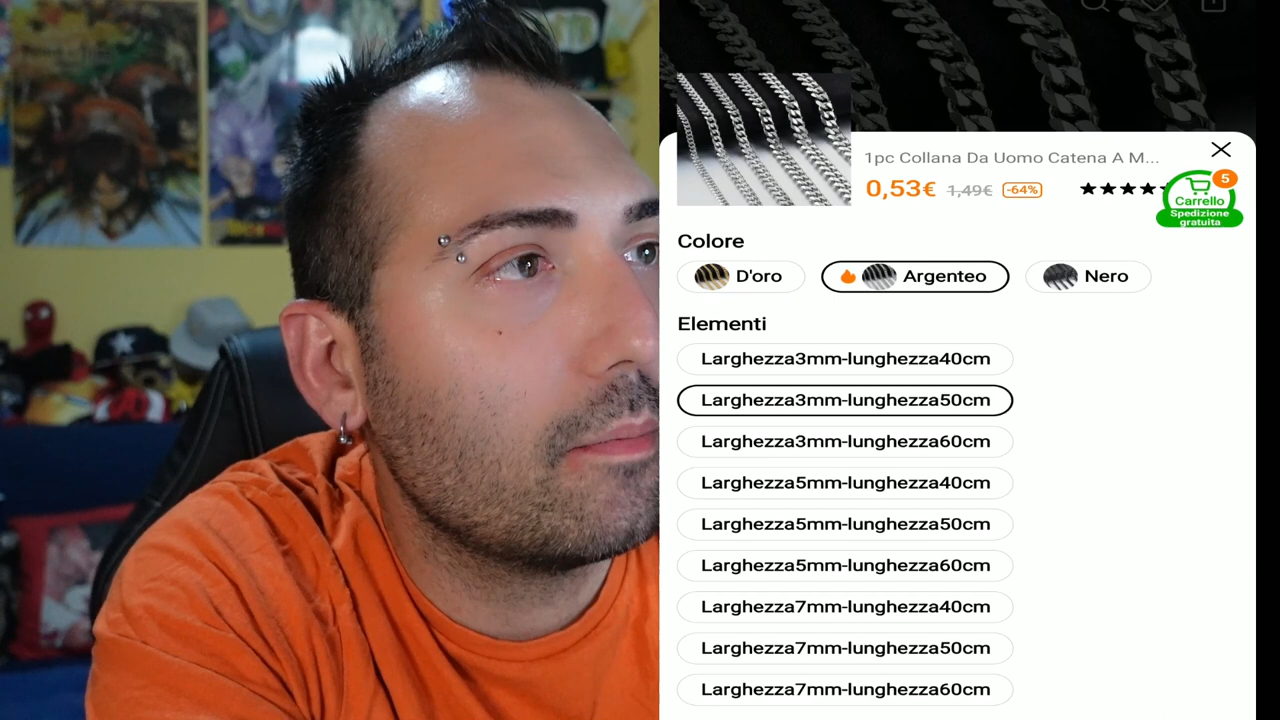 1pc Collana Da Uomo Catena A M...
0,53€ 1,49€ -64%
5
Carrello
Spedizione
gratuita
Colore
D'oro
Argenteo
Nero
Elementi
Larghezza3mm-lunghezza40cm
Larghezza3mm-lunghezza50cm
Larghezza3mm-lunghezza60cm
Larghezza5mm-lunghezza40cm
Larghezza5mm-lunghezza50cm
Larghezza5mm-lunghezza60cm
Larghezza7mm-lunghezza40cm
Larghezza7mm-lunghezza50cm
Larghezza7mm-lunghezza60cm